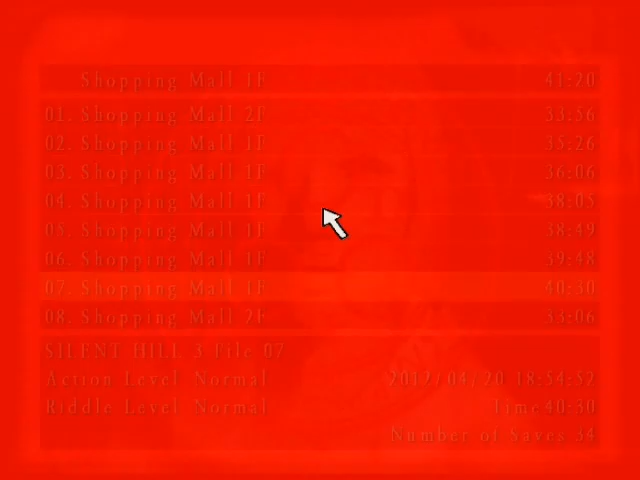 Shopping Mall 1F 41:20
01. Shopping Mall 2F 33:56
02. Shopping Mall 1F 35:26
03. Shopping Mall 1F 36:06
04. Shopping Mall 1F 38:05
05. Shopping Mall 1F 38:49
06. Shopping Mall 1F 39:48
07. Shopping Mall 1F 40:30
08. Shopping Mall 2F 33:06
SILENT HILL 3 File 07
Action Level Normal 2012/04/20 18:54:52
Riddle Level Normal Time 40:30
Number of Saves 34